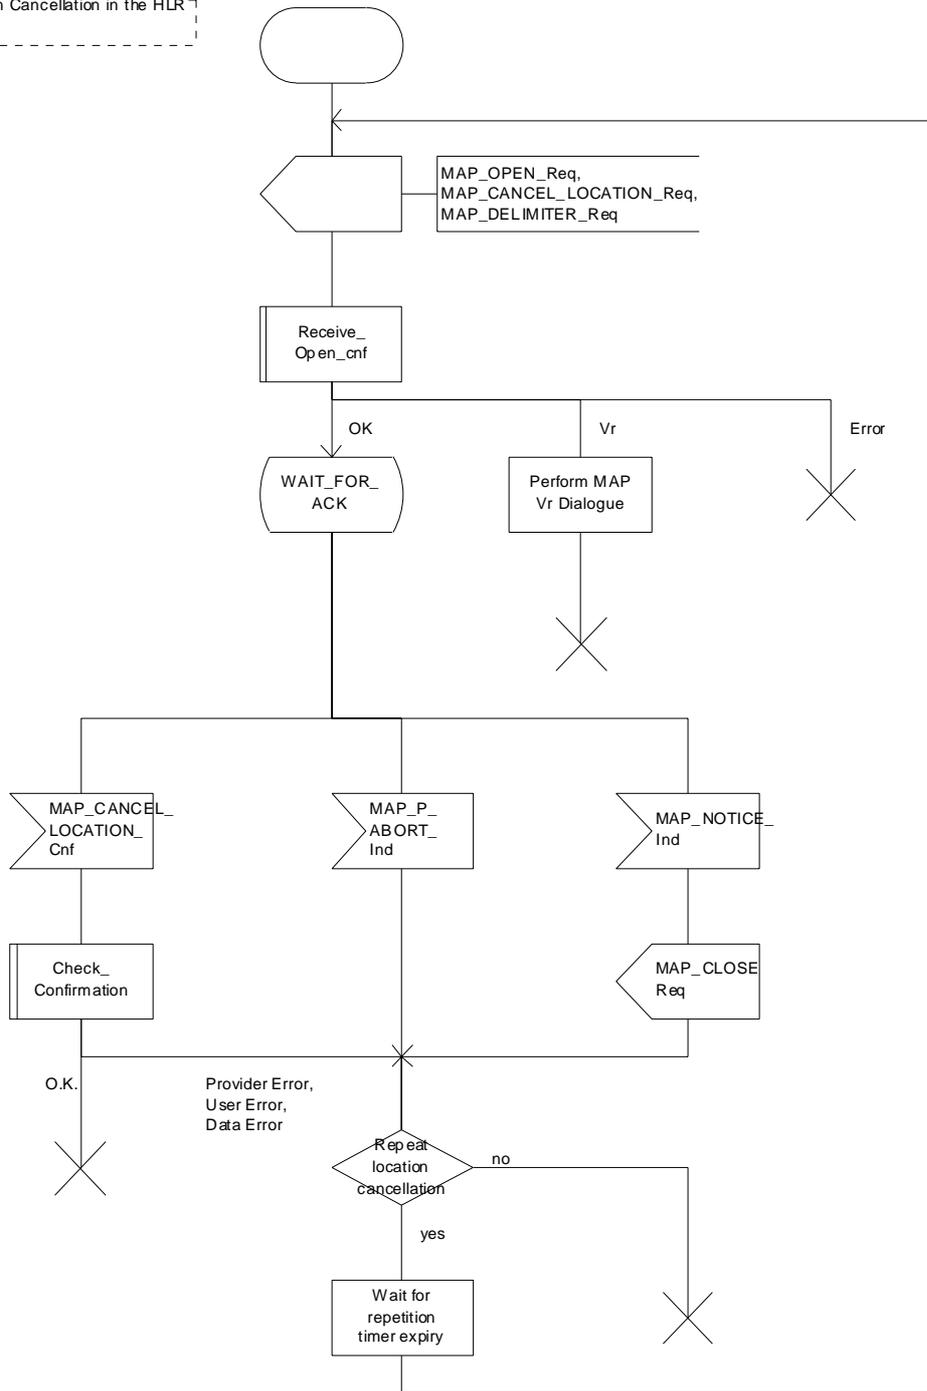 n Cancellation in the HLR
MAP_OPEN_Req,
MAP_CANCEL_LOCATION_Req,
MAP_DELIMITER_Req
Receive_
Open_cnf
OK
Vr
Error
WAIT_FOR_
ACK
Perform MAP
Vr Dialogue
MAP_CANCEL_
LOCATION_
Cnf
MAP_P_
ABORT_
Ind
MAP_NOTICE_
Ind
Check_
Confirmation
MAP_CLOSE
Req
O.K.
Provider Error,
User Error,
Data Error
Repeat
location
cancellation
no
yes
Wait for
repetition
timer expiry